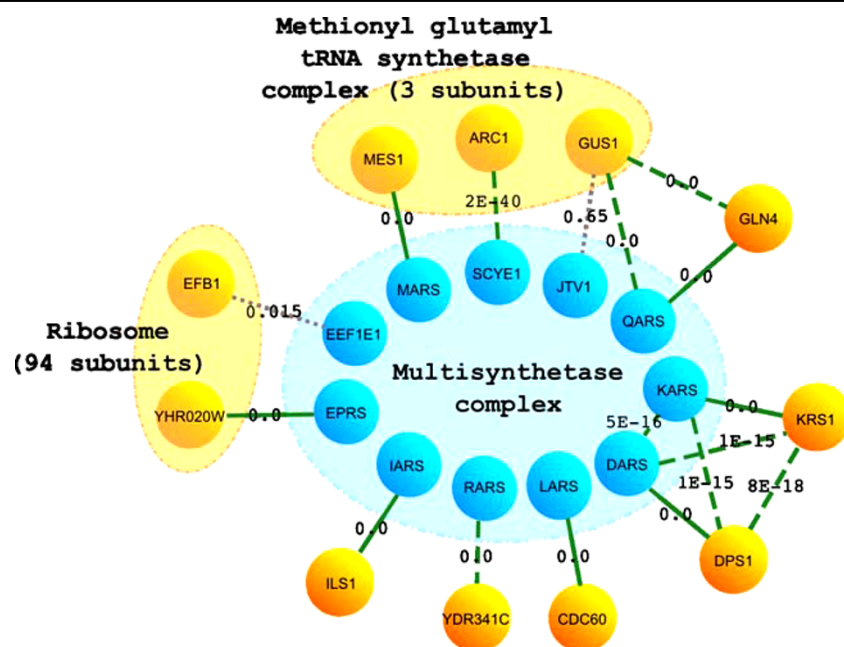 Methionyl glutamyl
tRNA synthetase
complex (3 subunits)
ARC1
MES1
GUS1
0.0
2E-40
0.65
0.0
0.0
GLN4
EFB1
SCYE1
MARS
JTV1
0.0
0.015
QARS
Ribosome
(94 subunits)
EEF1E1
Multisynthetase
complex
KARS
YHR020W
0.0
EPRS
0.0
KRS1
5E-16
1E-15
IARS
DARS
RARS
LARS
1E-15
8E-18
0.0
0.0
0.0
0.0
DPS1
ILS1
YDR341C
CDC60